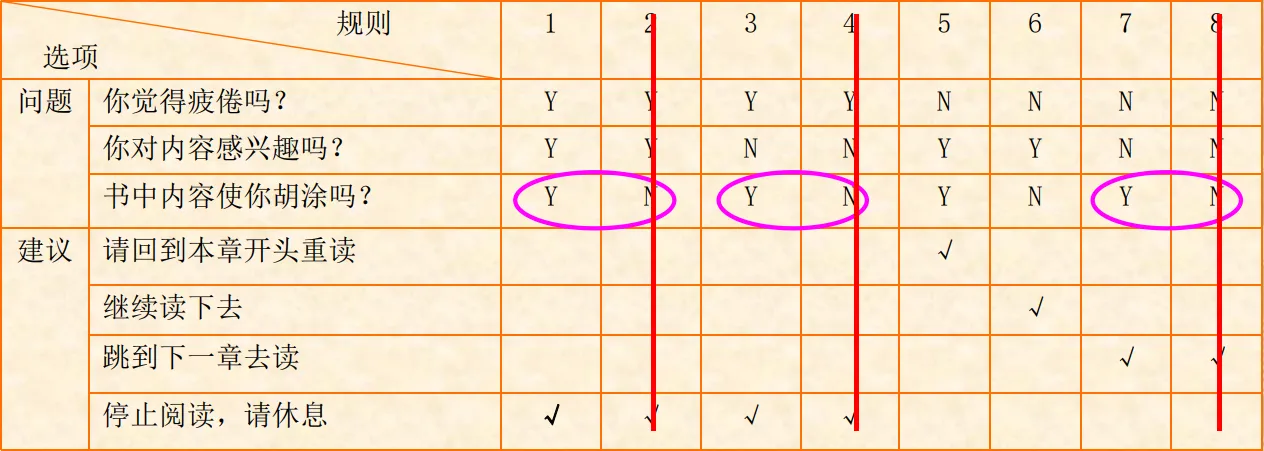 规则 1 2 3 4 5 6 7 8
选项
问题 你觉得疲倦吗？ Y Y Y Y N N N N
你对内容感兴趣吗？ Y Y N N Y Y N N
书中内容使你胡涂吗？ Y N Y N Y N Y N
建议 请回到本章开头重读 √
继续读下去 √
跳到下一章去读 √ √
停止阅读，请休息 √ √ √ √